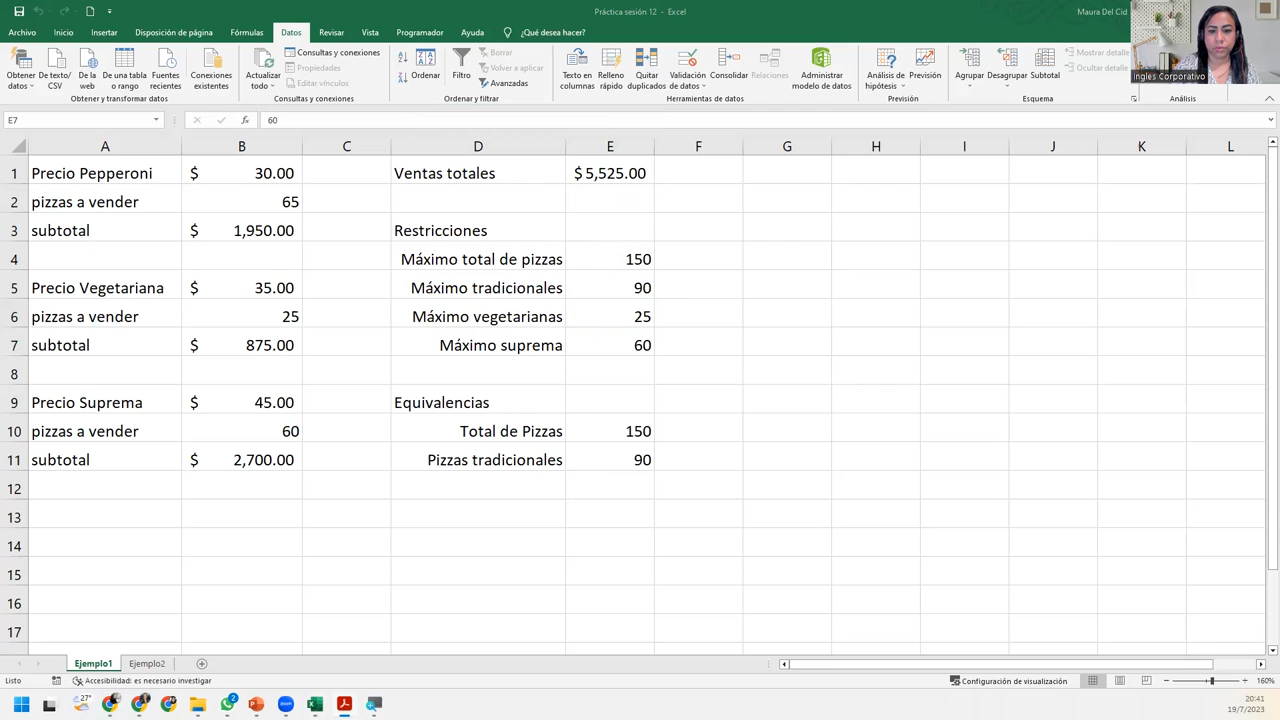 Práctica sesión 12 - Excel
Maura Del Cid
Archivo Inicio Insertar Disposición de página Fórmulas Datos Revisar Vista Programador Ayuda ¿Qué desea hacer?
Obtener datos
De texto/CSV
De la web
De una tabla o rango
Fuentes recientes
Conexiones existentes
Obtener y transformar datos
Actualizar todo
Consultas y conexiones
Propiedades
Editar vínculos
Consultas y conexiones
Ordenar
Filtro
Borrar
Volver a aplicar
Avanzadas
Ordenar y filtrar
Texto en columnas
Relleno rápido
Quitar duplicados
Validación de datos
Consolidar
Relaciones
Administrar modelo de datos
Herramientas de datos
Análisis de hipótesis
Previsión
Previsión
Agrupar
Desagrupar
Subtotal
Mostrar detalle
Ocultar detalle
Esquema
Análisis
Ingles Corporativo
E7 fx 60
A B C D E F G H I J K L
1 Precio Pepperoni $ 30.00 Ventas totales $ 5,525.00
2 pizzas a vender 65
3 subtotal $ 1,950.00 Restricciones
4 Máximo total de pizzas 150
5 Precio Vegetariana $ 35.00 Máximo tradicionales 90
6 pizzas a vender 25 Máximo vegetarianas 25
7 subtotal $ 875.00 Máximo suprema 60
8
9 Precio Suprema $ 45.00 Equivalencias
10 pizzas a vender 60 Total de Pizzas 150
11 subtotal $ 2,700.00 Pizzas tradicionales 90
12
13
14
15
16
17
Ejemplo1 Ejemplo2
Listo Accesibilidad: es necesario investigar Configuración de visualización 160%
27° 2 20:41
19/7/2023